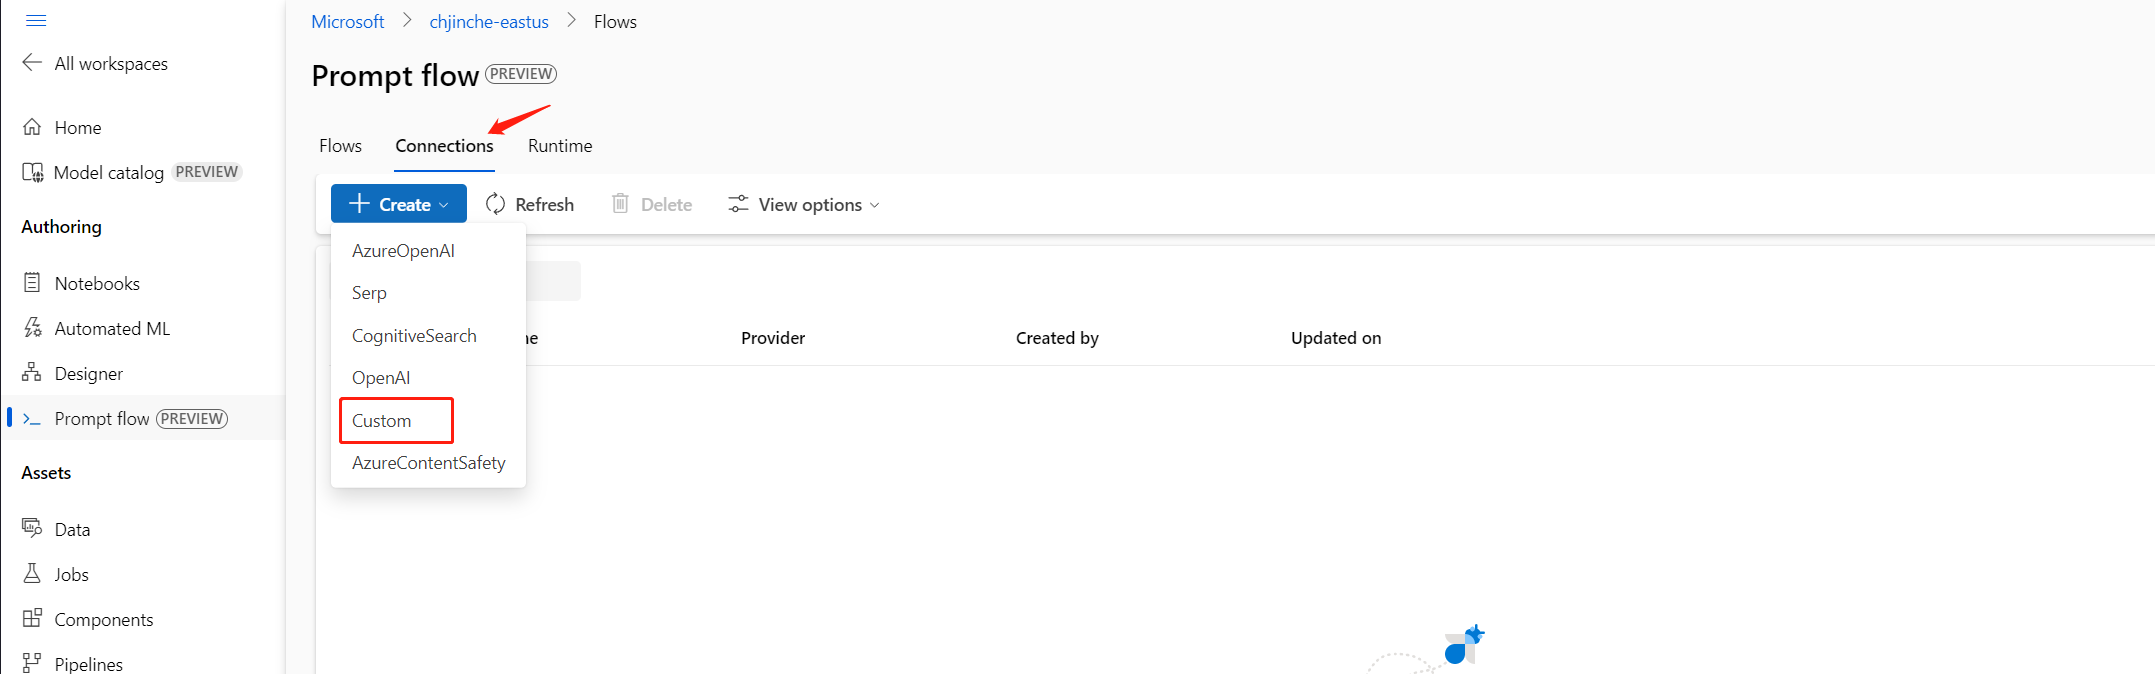 Microsoft > chjinche-eastus > Flows
All workspaces
Prompt flow PREVIEW
Home
Model catalog PREVIEW
Authoring
Notebooks
Automated ML
Designer
Prompt flow PREVIEW
Assets
Data
Jobs
Components
Pipelines
Flows Connections Runtime
Create Refresh Delete View options
AzureOpenAI
Serp
CognitiveSearch
OpenAI
Custom
AzureContentSafety
Provider Created by Updated on